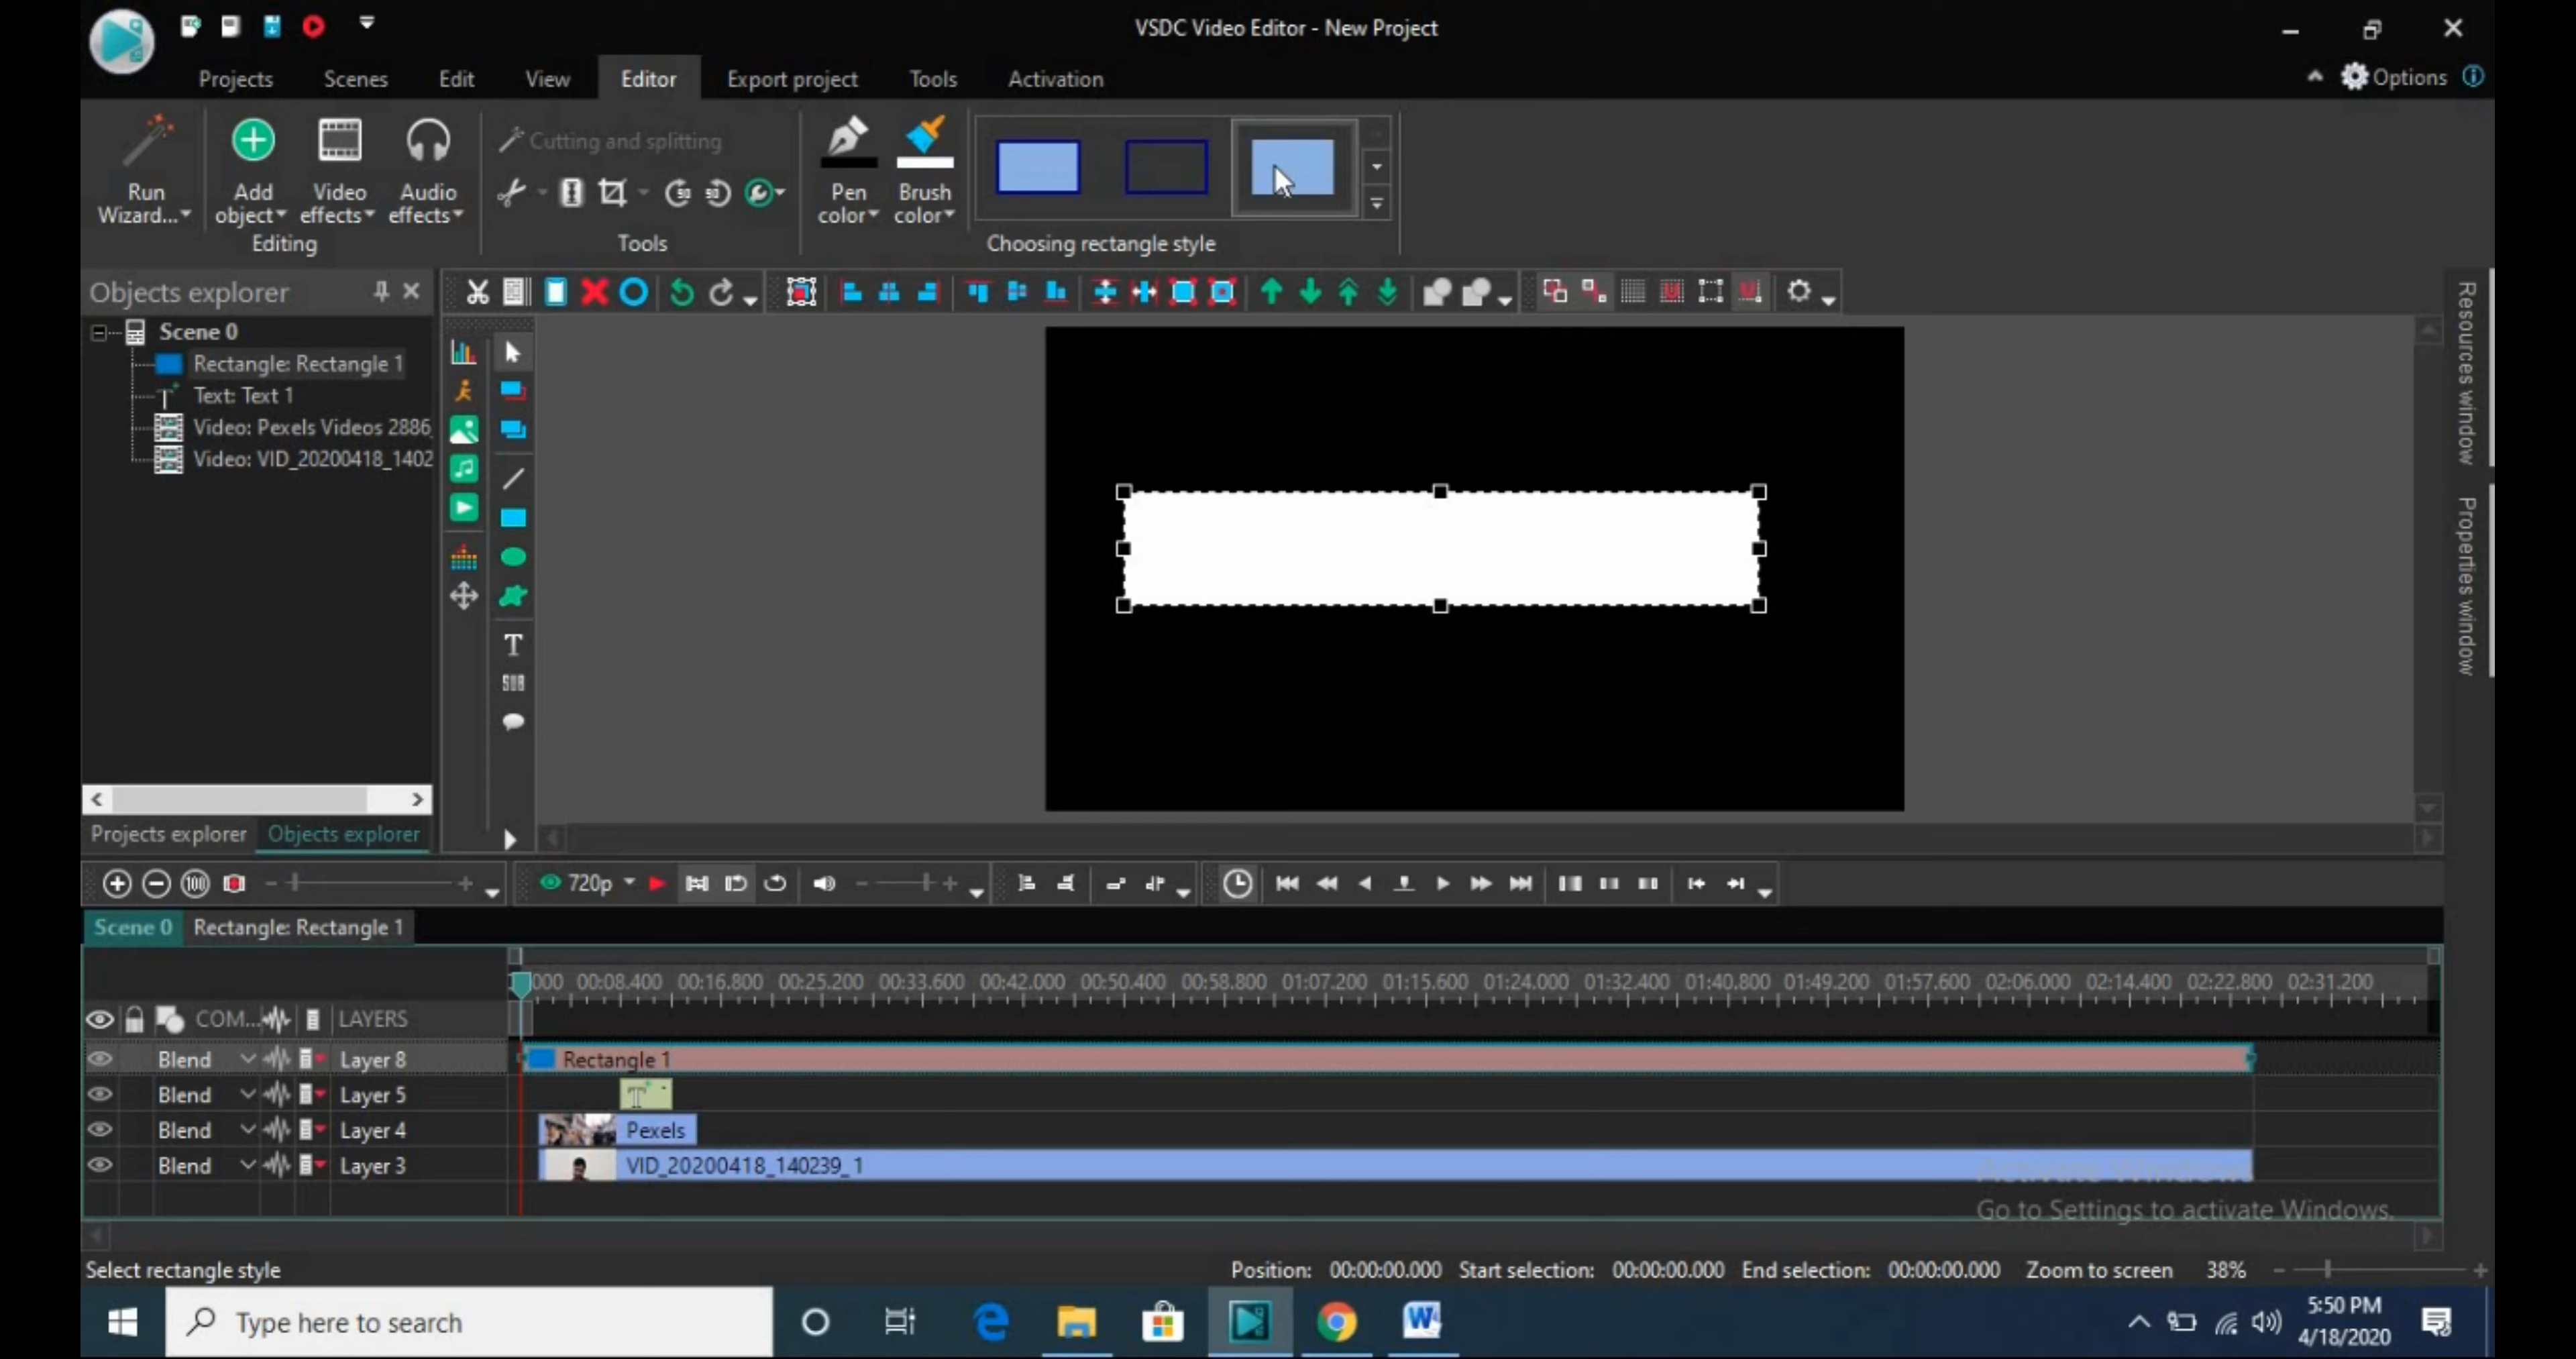 VSDC Video Editor - New Project
Projects Scenes Edit View Editor Export project Tools Activation
Options
Run Wizard...
Add object
Video effects
Audio effects
Editing
Cutting and splitting
Tools
Pen color
Brush color
Choosing rectangle style
Objects explorer
Scene 0
Rectangle: Rectangle 1
Text: Text 1
Video: Pexels Videos 2886_
Video: VID_20200418_1402
Resources window
Properties window
T
SUB
Projects explorer Objects explorer
100
720p
Scene 0 Rectangle: Rectangle 1
000 00:08.400 00:16.800 00:25.200 00:33.600 00:42.000 00:50.400 00:58.800 01:07.200 01:15.600 01:24.000 01:32.400 01:40.800 01:49.200 01:57.600 02:06.000 02:14.400 02:22.800 02:31.200
COM... LAYERS
Blend Layer 8 Rectangle 1
Blend Layer 5 T
Blend Layer 4 Pexels
Blend Layer 3 VID_20200418_140239_1
Activate Windows
Go to Settings to activate Windows.
Select rectangle style
Position: 00:00:00.000 Start selection: 00:00:00.000 End selection: 00:00:00.000 Zoom to screen 38%
Type here to search
5:50 PM
4/18/2020